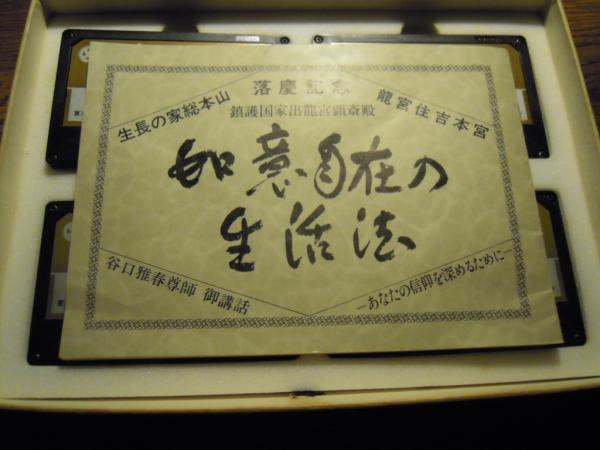 生長の家総本山
落慶記念
鎮護国家出龍宮顕斎殿
龍宮住吉本宮
如意自在の
生活法
谷口雅春尊師 御講話
―あなたの信仰を深めるために―